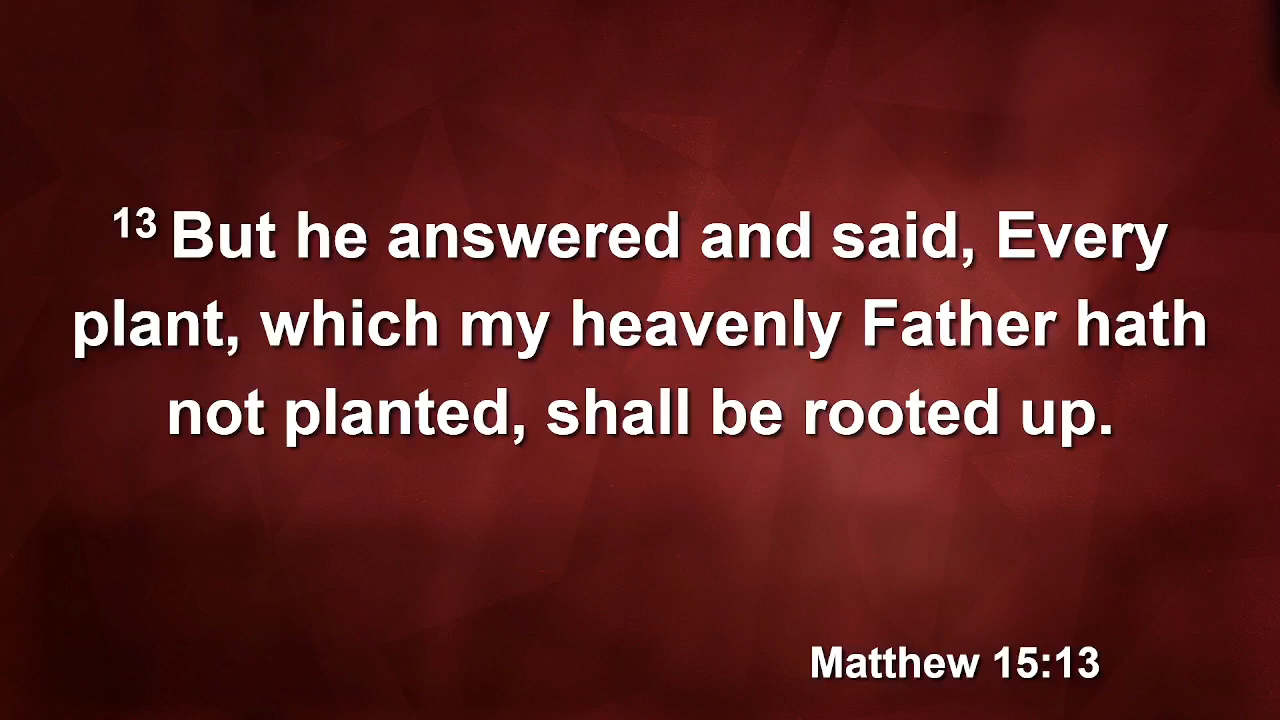 13 But he answered and said, Every
plant, which my heavenly Father hath
not planted, shall be rooted up.
Matthew 15:13